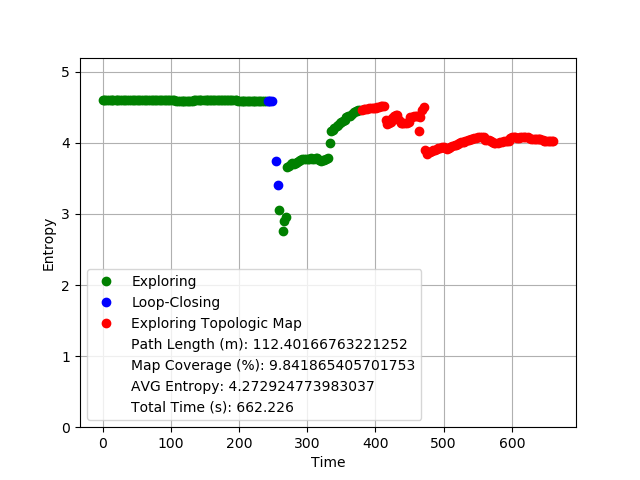 5
4
3
2
1
0
Entropy
Exploring
Loop-Closing
Exploring Topologic Map
Path Length (m): 112.40166763221252
Map Coverage (%): 9.841865405701753
AVG Entropy: 4.272924773983037
Total Time (s): 662.226
0 100 200 300 400 500 600
Time